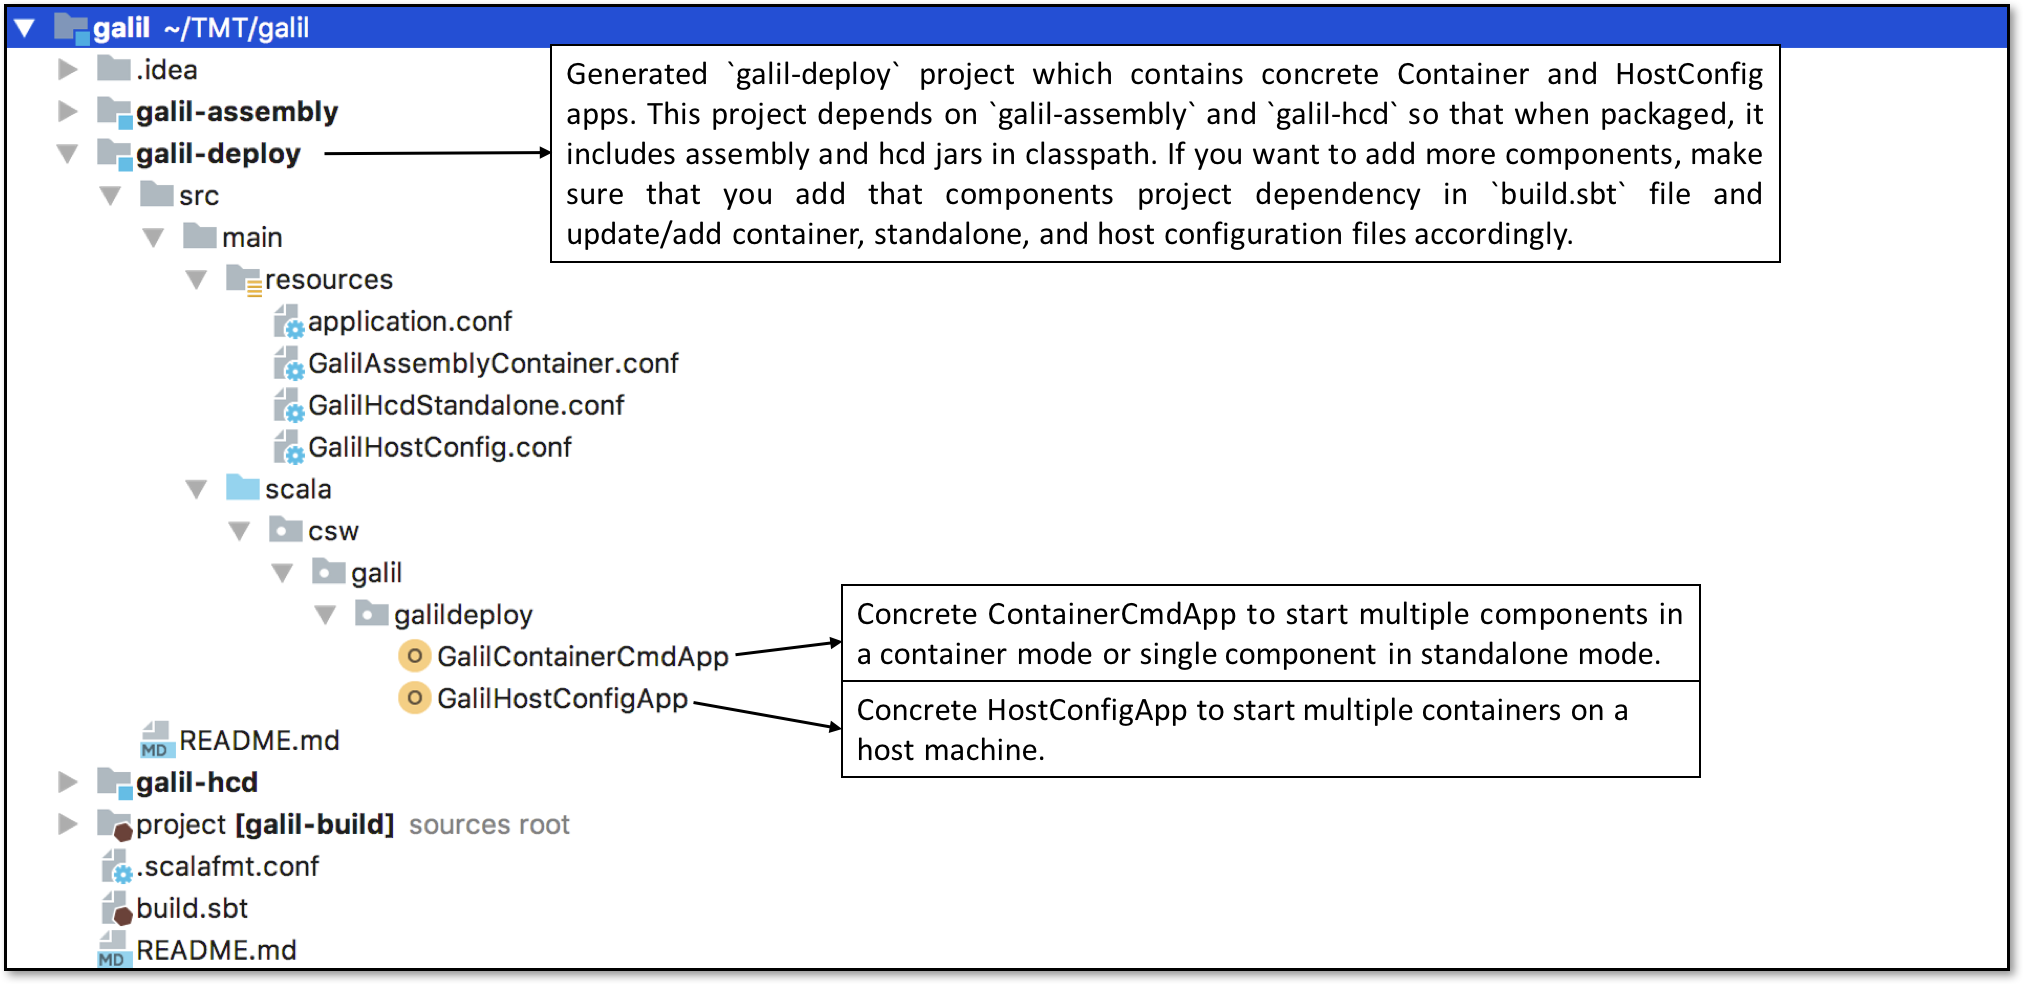 galil ~/TMT/galil
.idea
galil-assembly
galil-deploy
Generated `galil-deploy` project which contains concrete Container and HostConfig
apps. This project depends on `galil-assembly` and `galil-hcd` so that when packaged, it
includes assembly and hcd jars in classpath. If you want to add more components, make
sure that you add that components project dependency in `build.sbt` file and
update/add container, standalone, and host configuration files accordingly.
src
main
resources
application.conf
GalilAssemblyContainer.conf
GalilHcdStandalone.conf
GalilHostConfig.conf
scala
csw
galil
galildeploy
O GalilContainerCmdApp
Concrete ContainerCmdApp to start multiple components in
a container mode or single component in standalone mode.
O GalilHostConfigApp
Concrete HostConfigApp to start multiple containers on a
host machine.
MD README.md
galil-hcd
project [galil-build] sources root
.scalafmt.conf
build.sbt
MD README.md